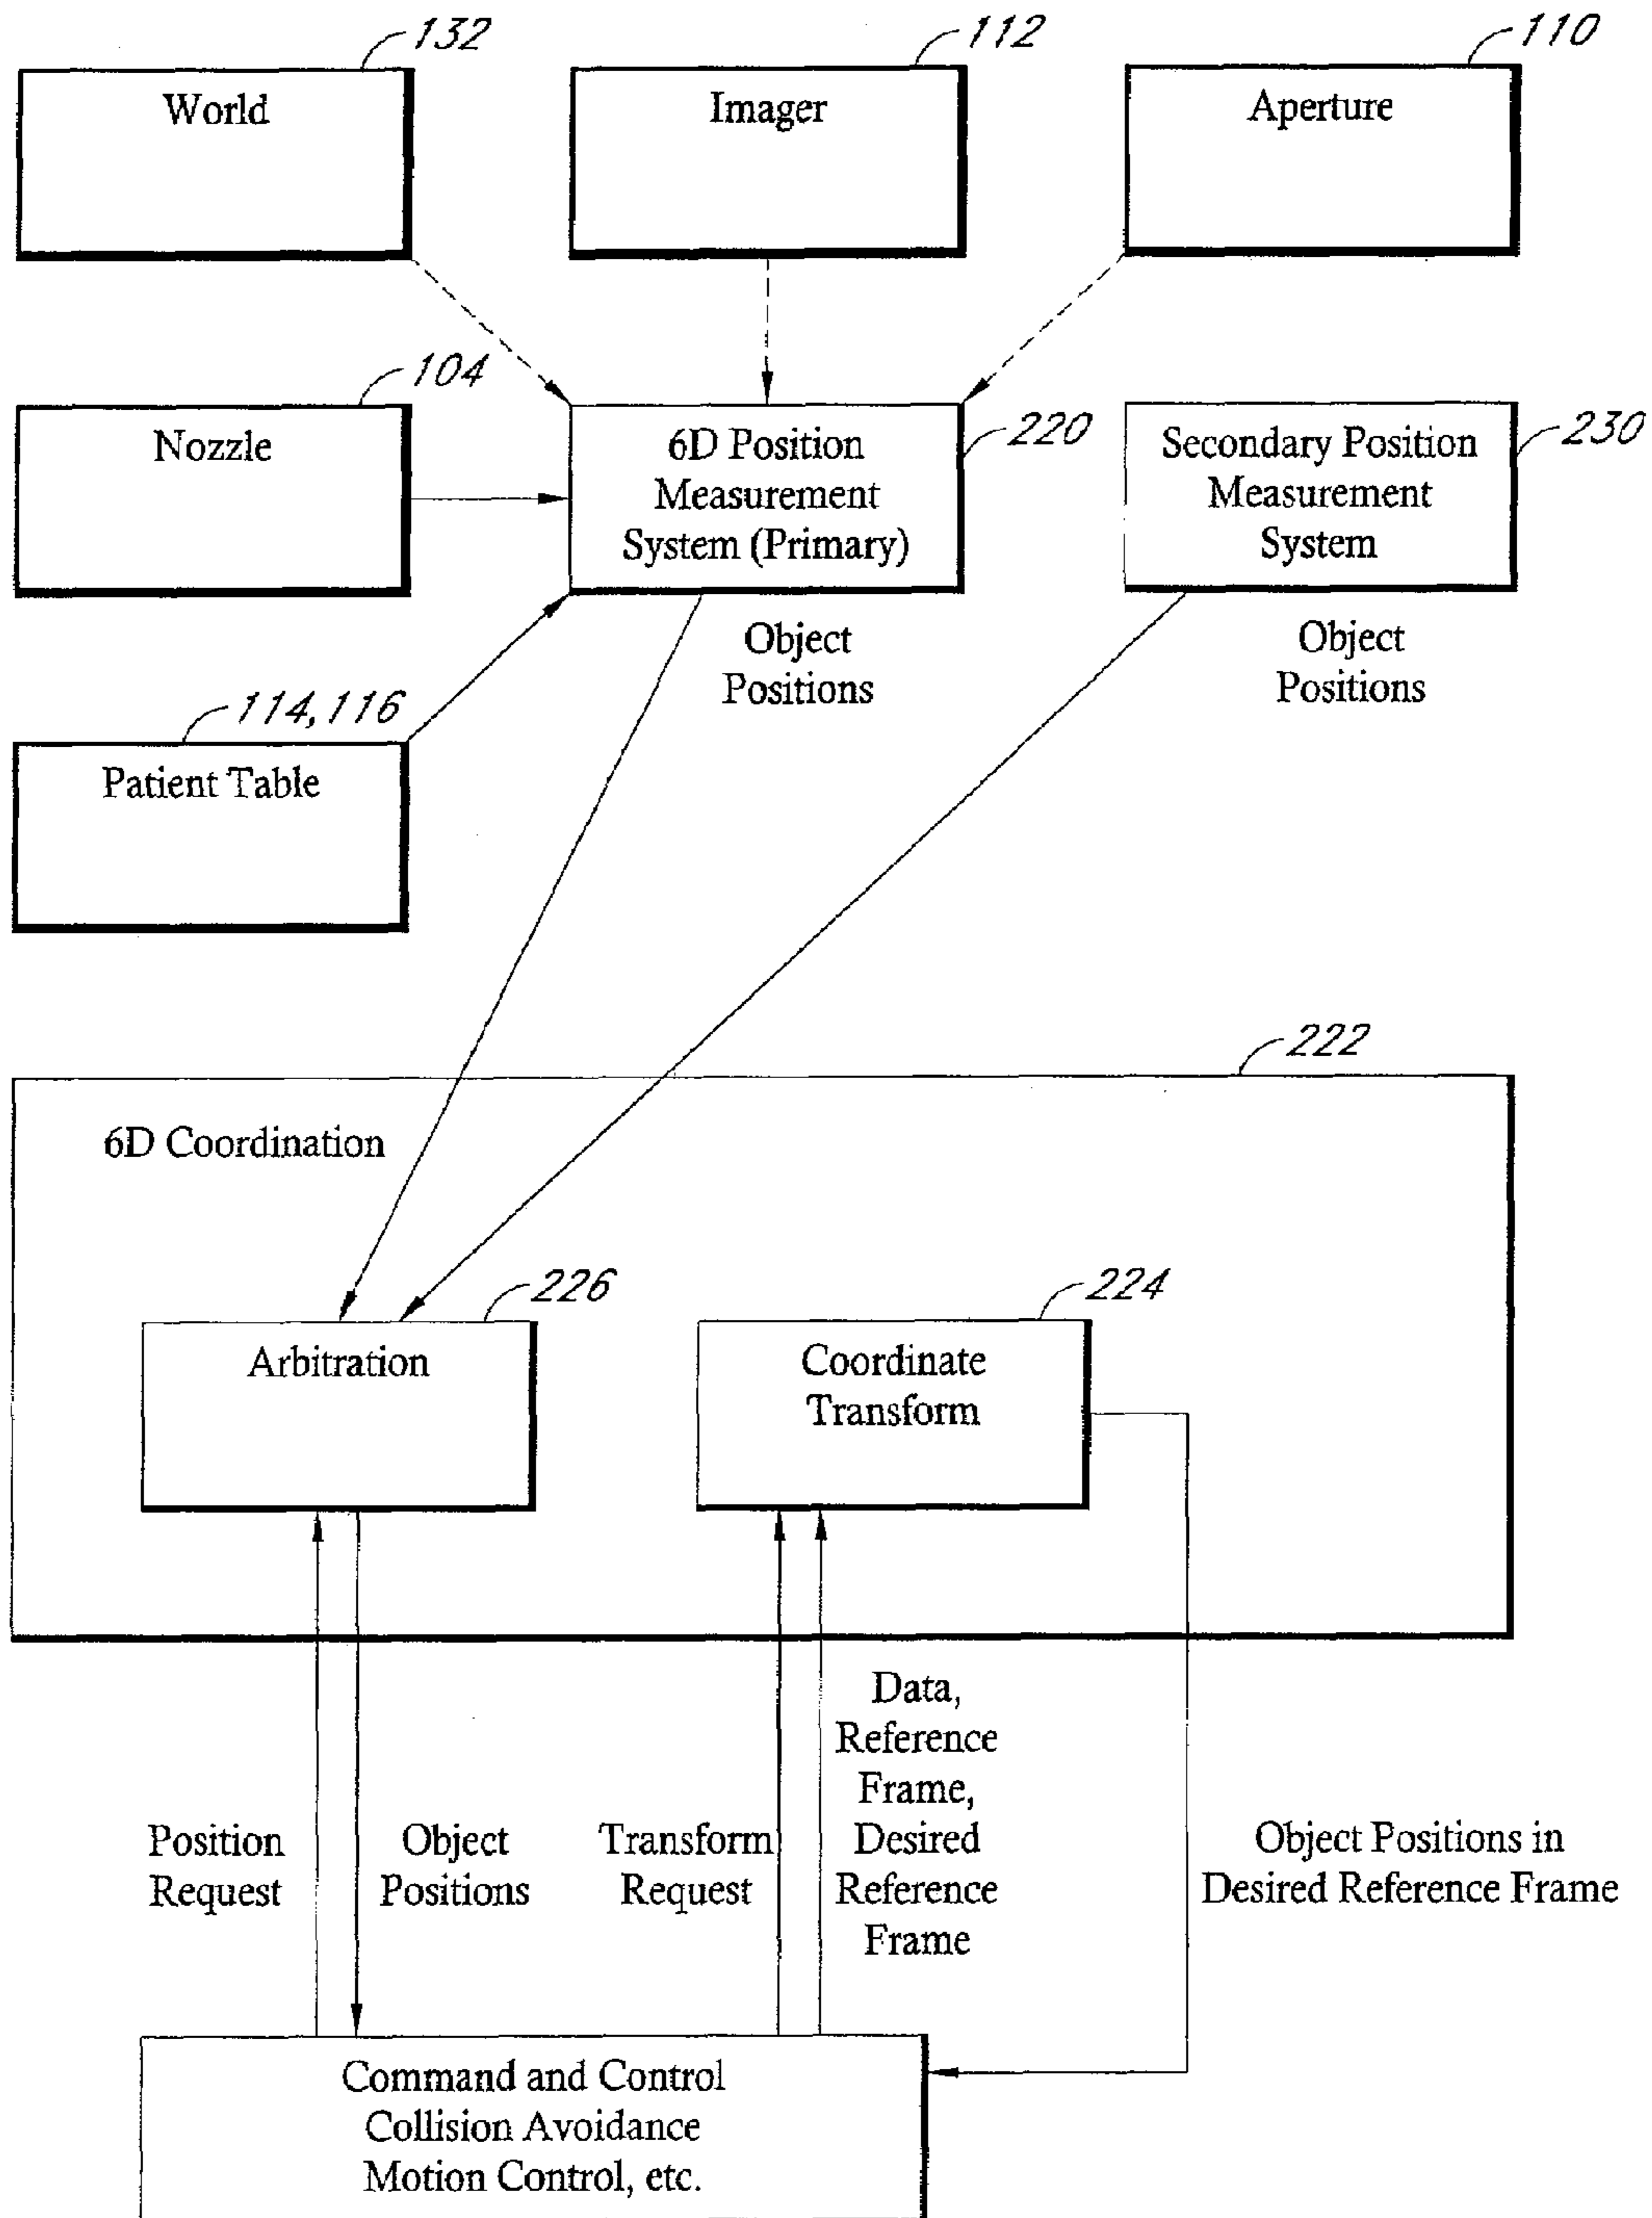 132
World
112
Imager
110
Aperture
104
Nozzle
220
6D Position
Measurement
System (Primary)
230
Secondary Position
Measurement
System
Object
Positions
Object
Positions
114, 116
Patient Table
222
6D Coordination
226
Arbitration
224
Coordinate
Transform
Position
Request
Object
Positions
Transform
Request
Data,
Reference
Frame,
Desired
Reference
Frame
Object Positions in
Desired Reference Frame
Command and Control
Collision Avoidance
Motion Control, etc.